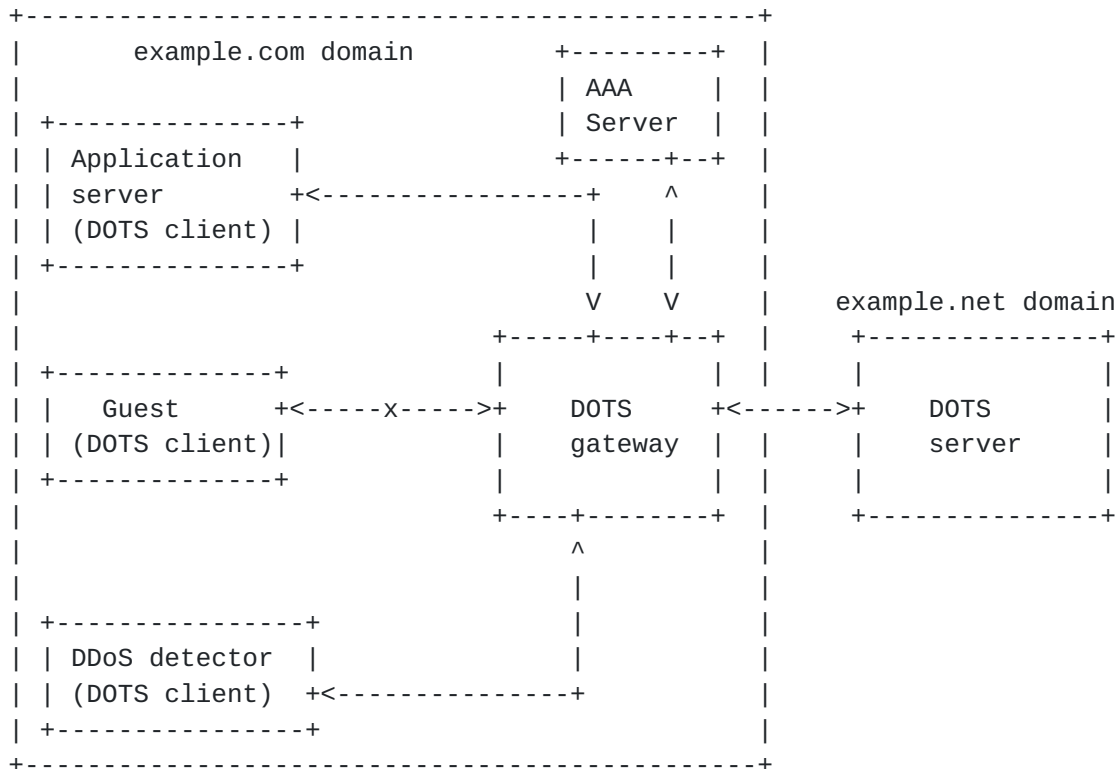 example.com domain
AAA
Server
Application
server
(DOTS client)
example.net domain
Guest
(DOTS client)
x
DOTS
gateway
DOTS
server
DDoS detector
(DOTS client)